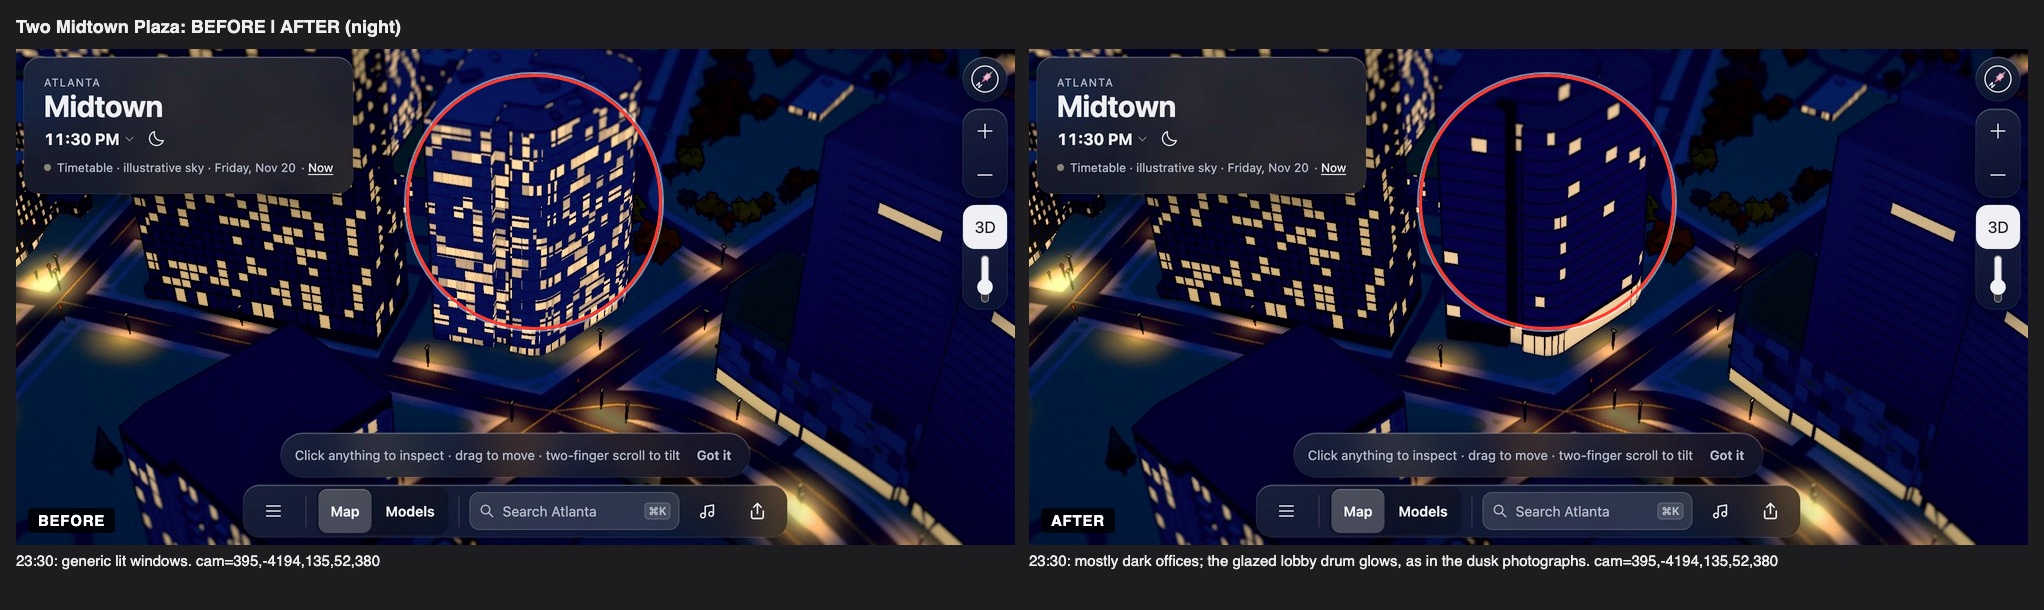 Two Midtown Plaza: BEFORE | AFTER (night)
ATLANTA
Midtown
11:30 PM
Timetable · illustrative sky · Friday, Nov 20 · Now
N
3D
Click anything to inspect · drag to move · two-finger scroll to tilt Got it
Map Models Search Atlanta ⌘K
BEFORE
23:30: generic lit windows. cam=395,-4194,135,52,380
ATLANTA
Midtown
11:30 PM
Timetable · illustrative sky · Friday, Nov 20 · Now
N
3D
Click anything to inspect · drag to move · two-finger scroll to tilt Got it
Map Models Search Atlanta ⌘K
AFTER
23:30: mostly dark offices; the glazed lobby drum glows, as in the dusk photographs. cam=395,-4194,135,52,380